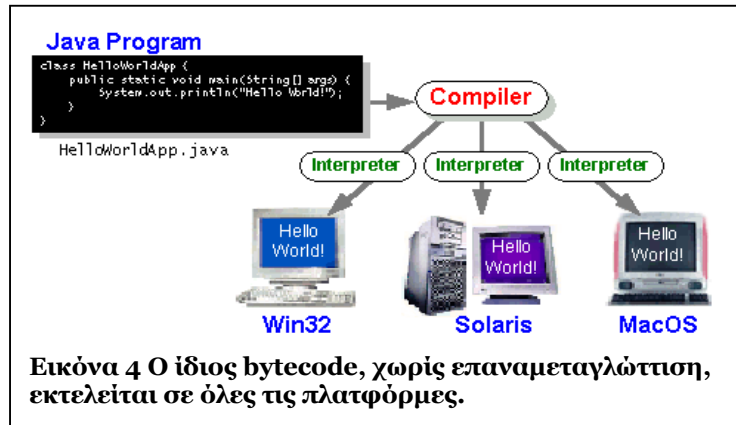 Java Program
class HelloWorldApp {
public static void main(String[] args) {
System.out.println("Hello World!");
}
}
HelloWorldApp.java
Compiler
Interpreter Interpreter Interpreter
Hello
World!
Hello
World!
Hello
World!
Win32 Solaris MacOS
Εικόνα 4 Ο ίδιος bytecode, χωρίς επαναμεταγλώττιση,
εκτελείται σε όλες τις πλατφόρμες.